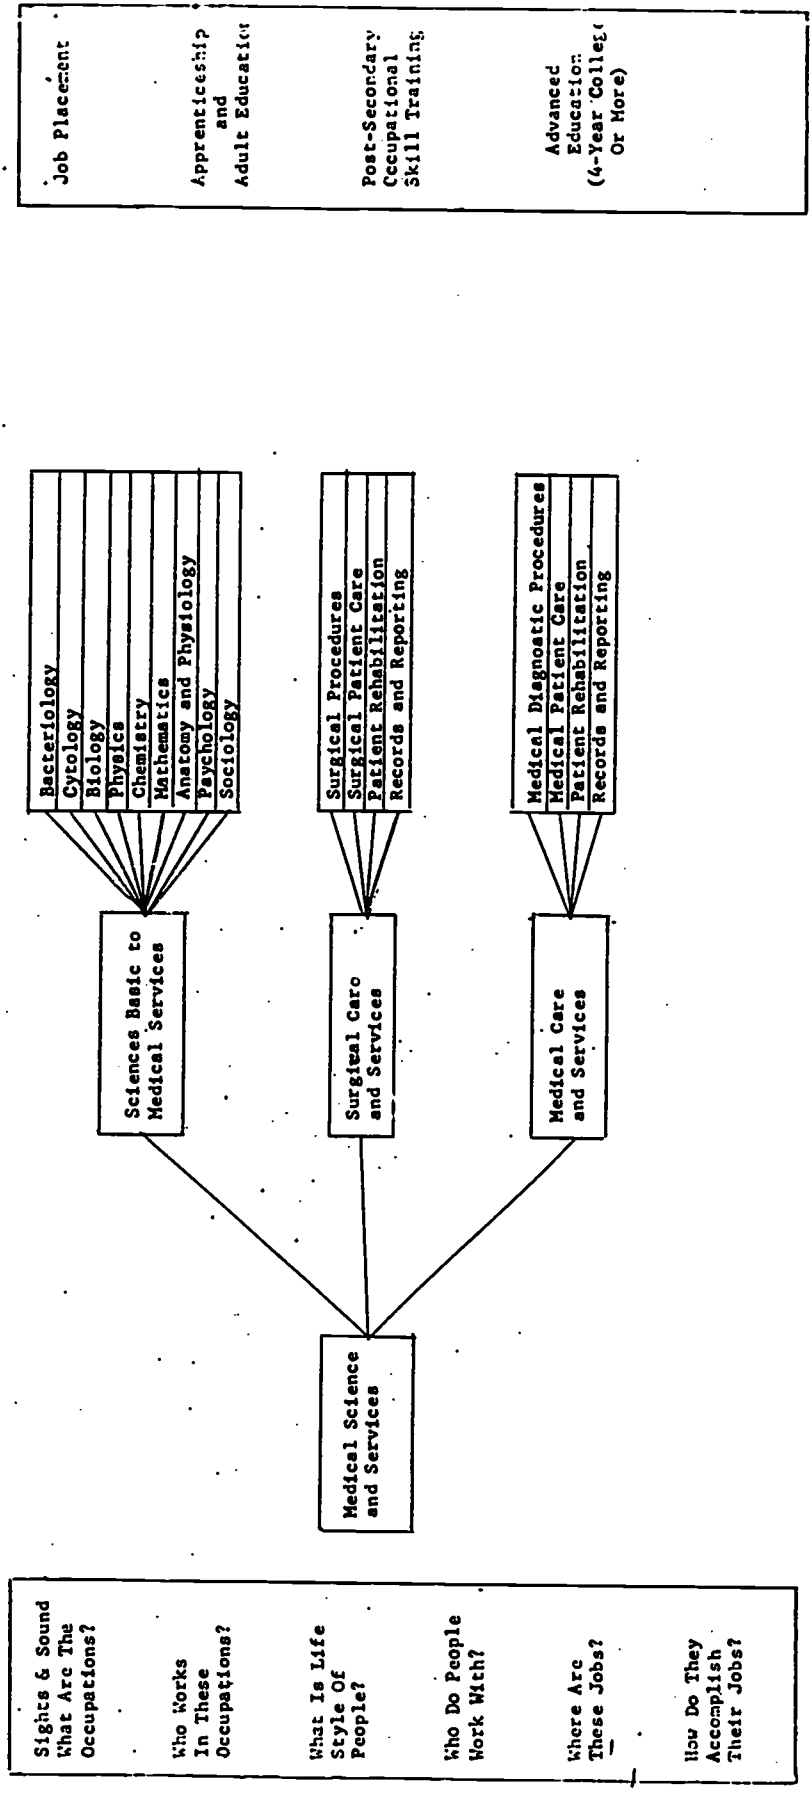 Sights & Sound
What Are The
Occupations?
Who Works
In These
Occupations?
What Is Life
Style Of
People?
Who Do People
Work With?
Where Are
These Jobs?
How Do They
Accomplish
Their Jobs?
Medical Science
and Services
Sciences Basic to
Medical Services
Surgical Care
and Services
Medical Care
and Services
Bacteriology
Cytology
Biology
Physics
Chemistry
Mathematics
Anatomy and Physiology
Psychology
Sociology
Surgical Procedures
Surgical Patient Care
Patient Rehabilitation
Records and Reporting
Medical Diagnostic Procedures
Medical Patient Care
Patient Rehabilitation
Records and Reporting
Job Placement
Apprenticeship
and
Adult Education
Post-Secondary
Occupational
Skill Training
Advanced
Education
(4-Year College
Or More)